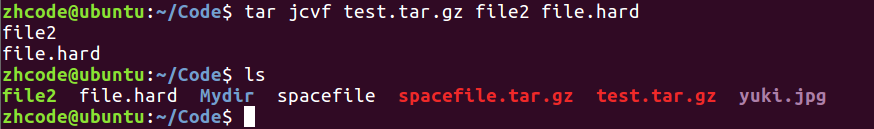 zhcode@ubuntu:~/Code$ tar jcvf test.tar.gz file2 file.hard
file2
file.hard
zhcode@ubuntu:~/Code$ ls
file2  file.hard  Mydir  spacefile  spacefile.tar.gz  test.tar.gz  yuki.jpg
zhcode@ubuntu:~/Code$